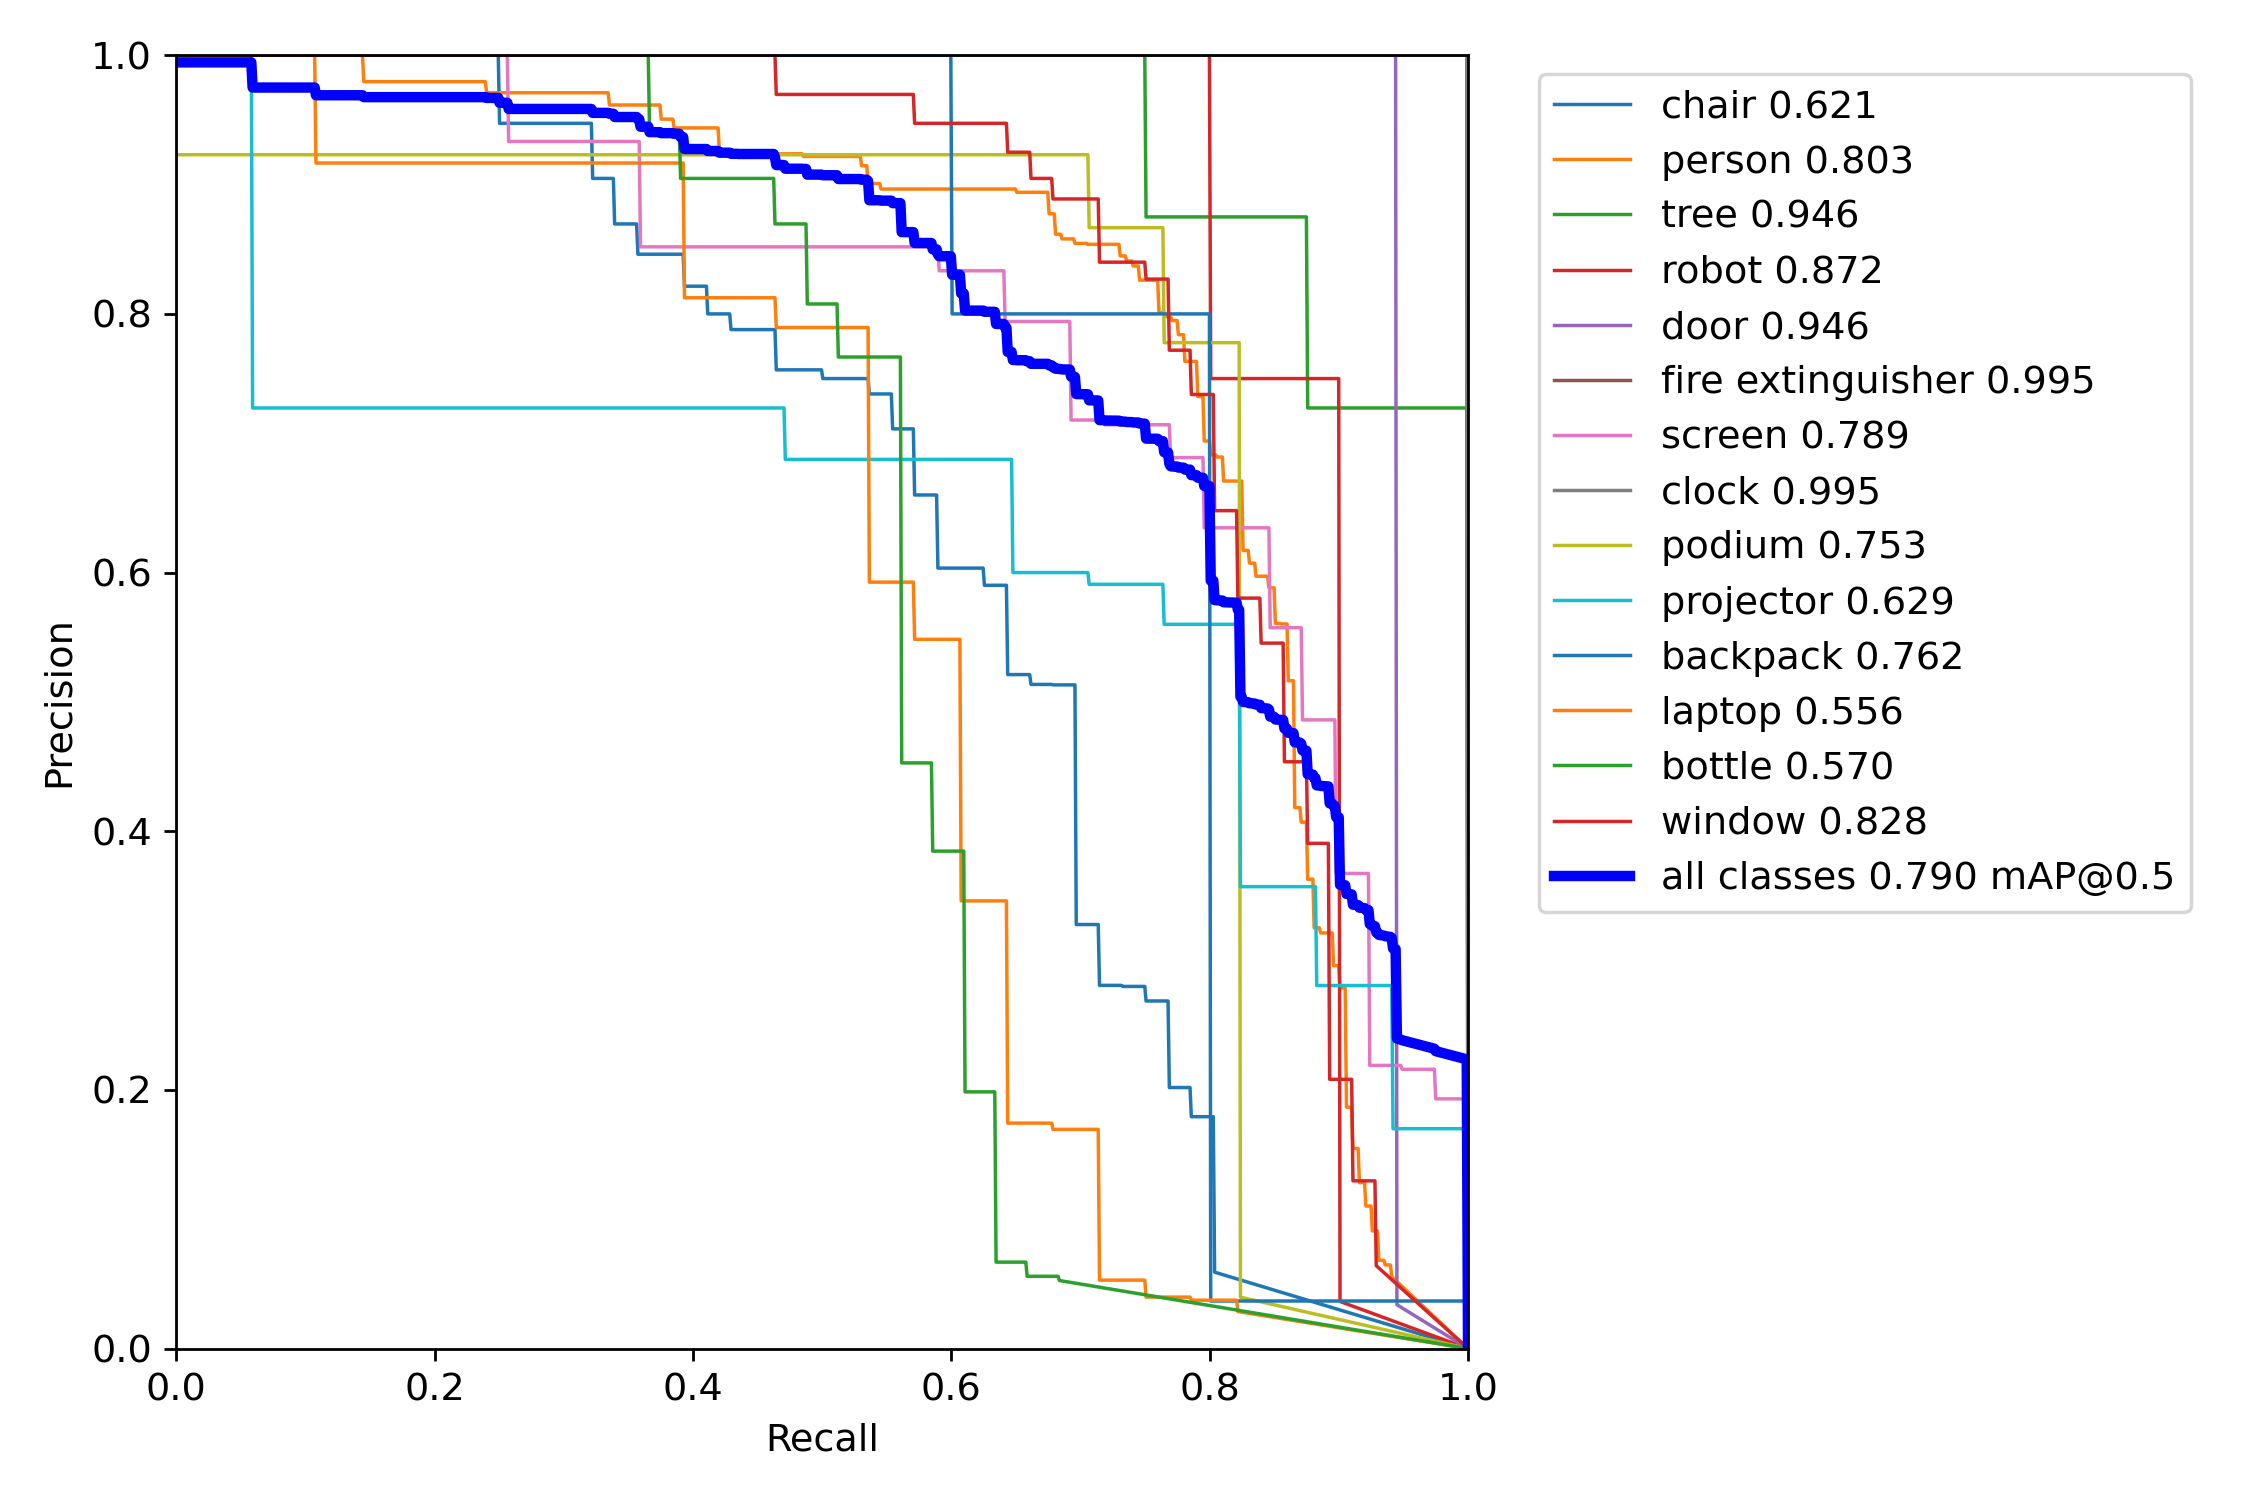 1.0
0.8
0.6
0.4
0.2
0.0
0.0 0.2 0.4 0.6 0.8 1.0
Precision
Recall
chair 0.621
person 0.803
tree 0.946
robot 0.872
door 0.946
fire extinguisher 0.995
screen 0.789
clock 0.995
podium 0.753
projector 0.629
backpack 0.762
laptop 0.556
bottle 0.570
window 0.828
all classes 0.790 mAP@0.5